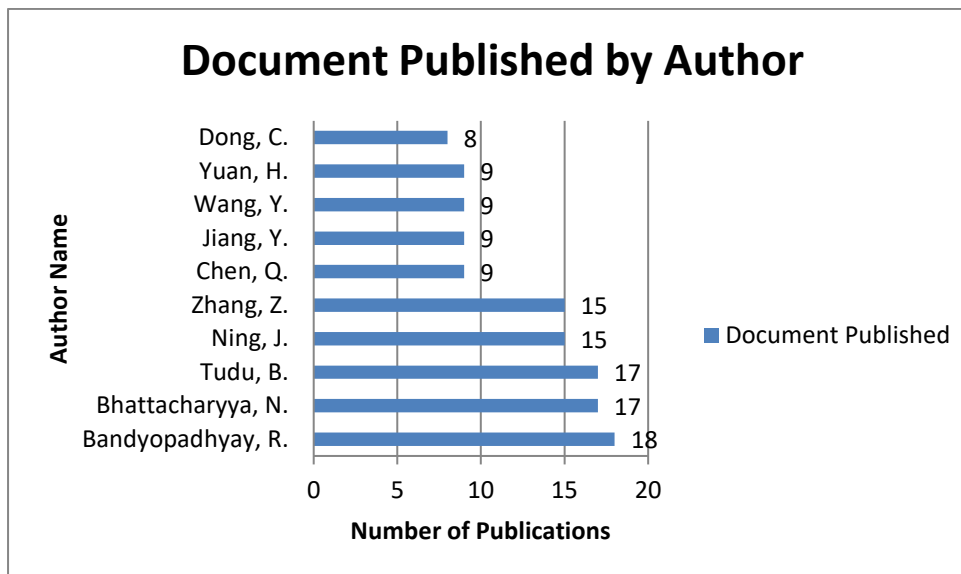 Document Published by Author
Author Name
Dong, C. 8
Yuan, H. 9
Wang, Y. 9
Jiang, Y. 9
Chen, Q. 9
Zhang, Z. 15
Ning, J. 15
Tudu, B. 17
Bhattacharyya, N. 17
Bandyopadhyay, R. 18
Document Published
0 5 10 15 20
Number of Publications